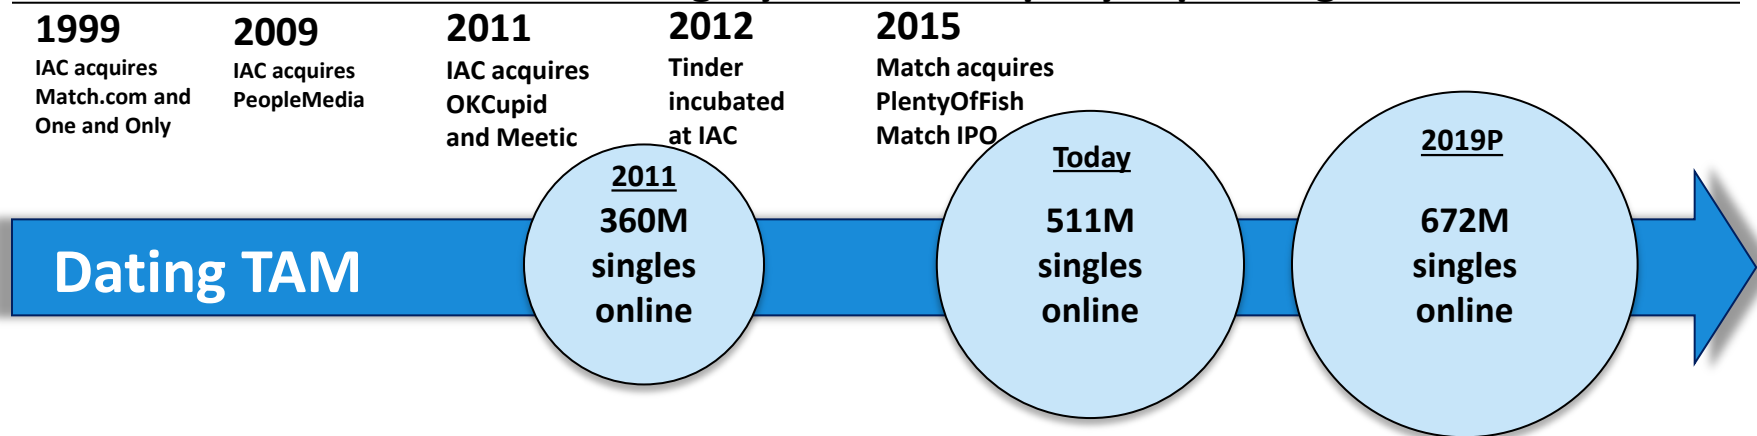 1999
IAC acquires
Match.com and
One and Only
2009
IAC acquires
PeopleMedia
2011
IAC acquires
OKCupid
and Meetic
2012
Tinder
incubated
at IAC
2015
Match acquires
PlentyOfFish
Match IPO
Dating TAM
2011
360M
singles
online
Today
511M
singles
online
2019P
672M
singles
online